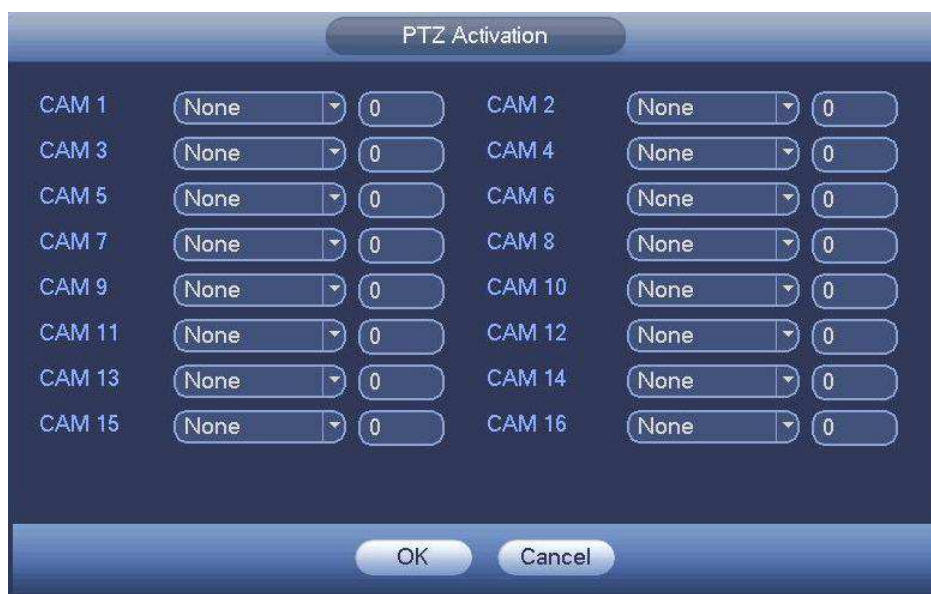 PTZ Activation
CAM 1 None 0 CAM 2 None 0
CAM 3 None 0 CAM 4 None 0
CAM 5 None 0 CAM 6 None 0
CAM 7 None 0 CAM 8 None 0
CAM 9 None 0 CAM 10 None 0
CAM 11 None 0 CAM 12 None 0
CAM 13 None 0 CAM 14 None 0
CAM 15 None 0 CAM 16 None 0
OK Cancel